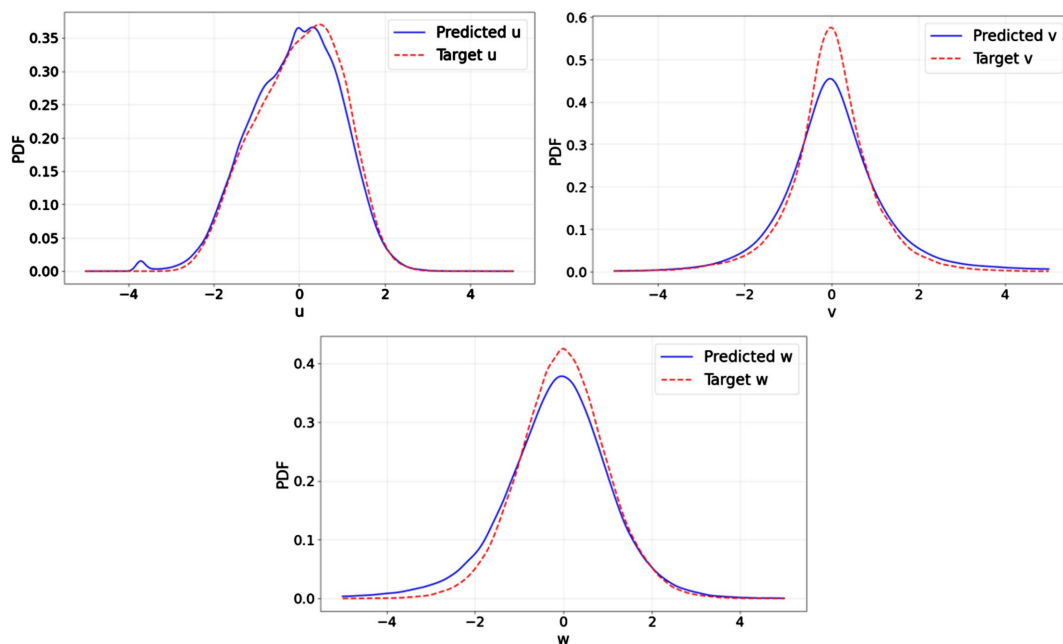 Predicted u
Target u
PDF
0.35
0.30
0.25
0.20
0.15
0.10
0.05
0.00
−4
−2
0
2
4
u
Predicted v
Target v
PDF
0.6
0.5
0.4
0.3
0.2
0.1
0.0
−4
−2
0
2
4
v
Predicted w
Target w
PDF
0.4
0.3
0.2
0.1
0.0
−4
−2
0
2
4
w